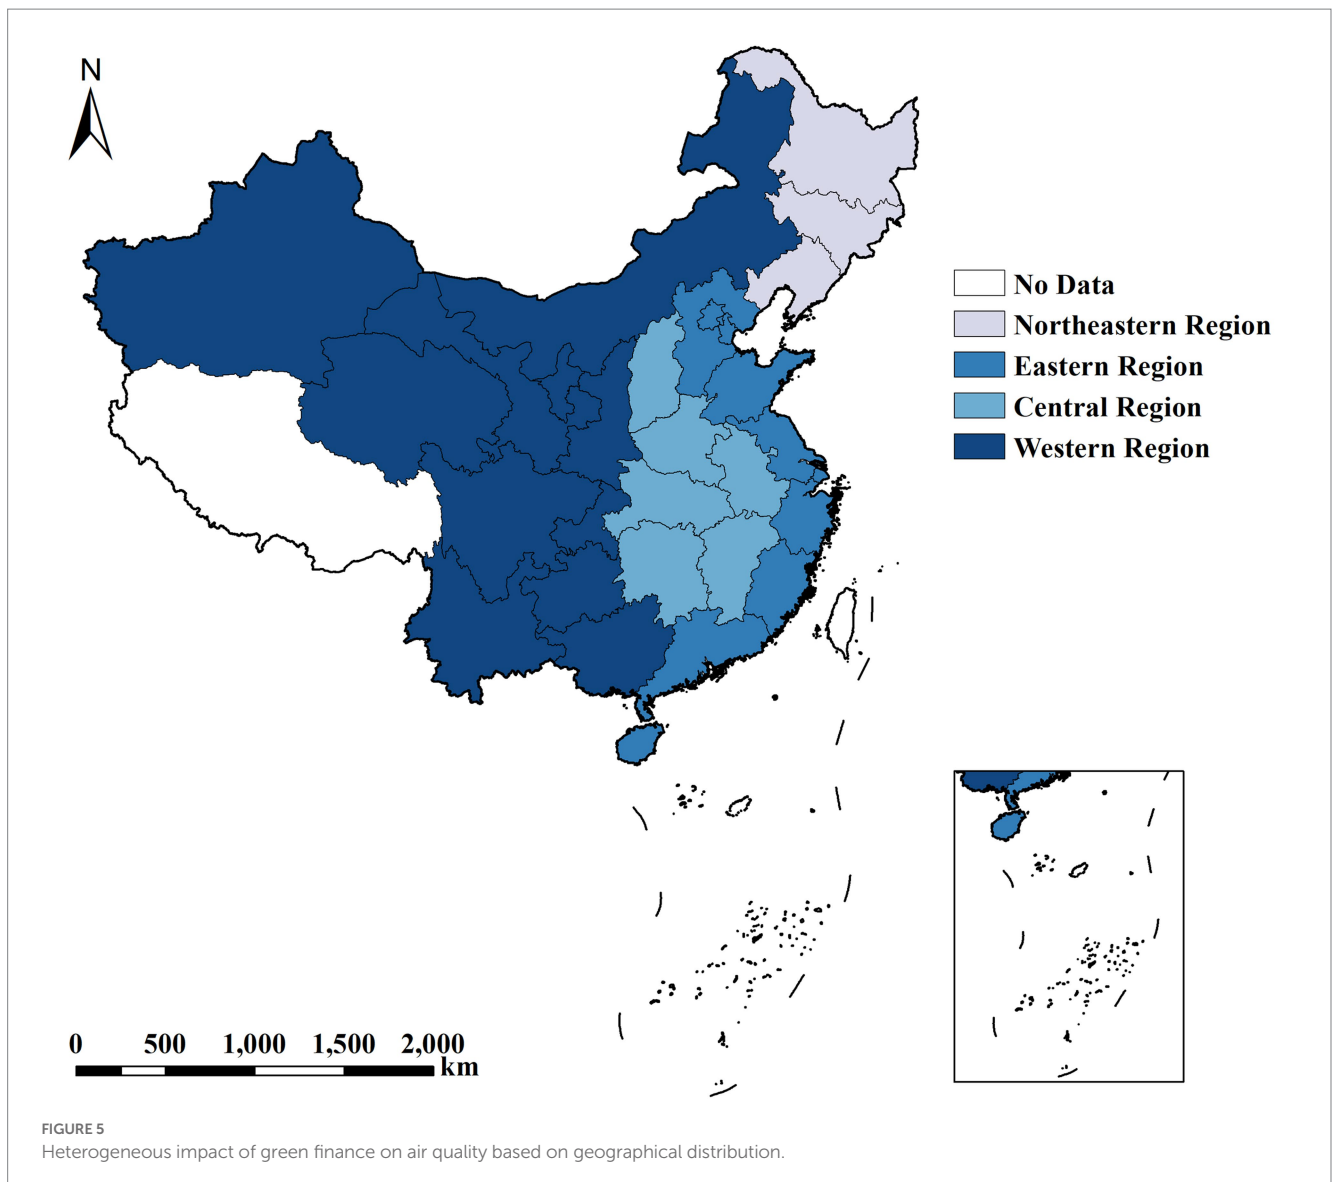 N
No Data
Northeastern Region
Eastern Region
Central Region
Western Region
0 500 1,000 1,500 2,000
km
FIGURE 5
Heterogeneous impact of green finance on air quality based on geographical distribution.